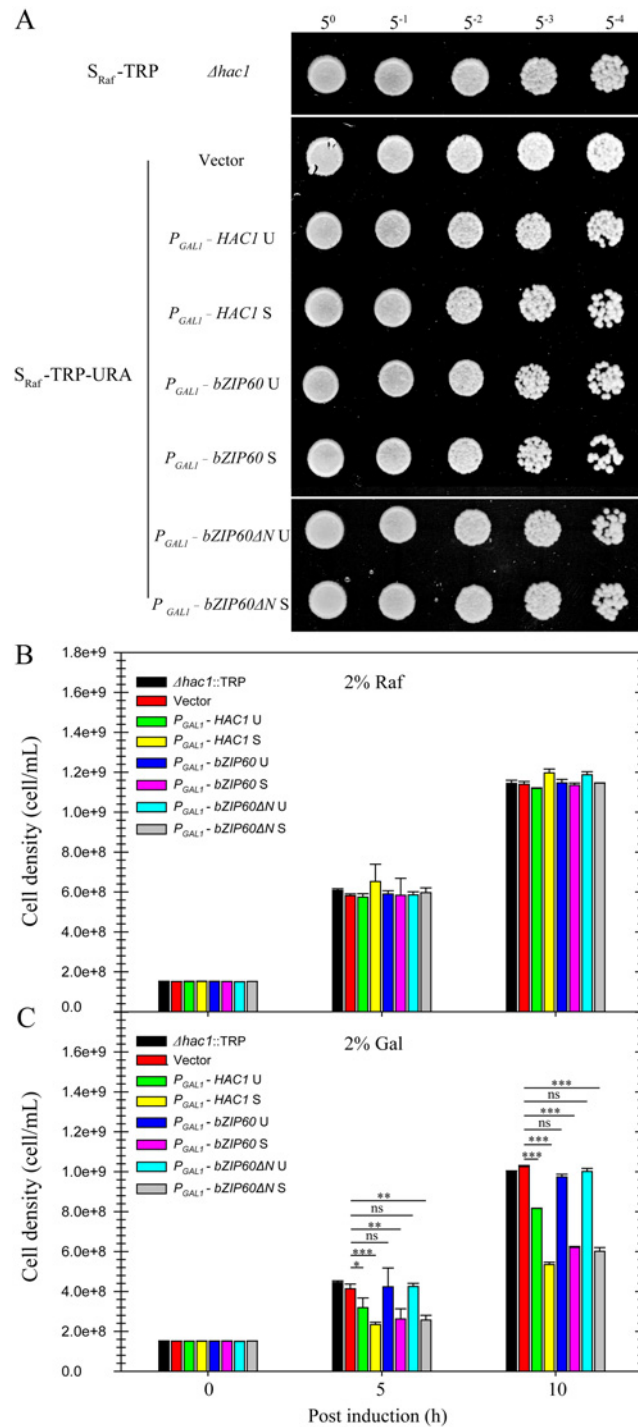 A
5⁰ 5⁻¹ 5⁻² 5⁻³ 5⁻⁴
S_Raf-TRP Δhac1
Vector
P_GAL1 - HAC1 U
P_GAL1 - HAC1 S
S_Raf-TRP-URA
P_GAL1 - bZIP60 U
P_GAL1 - bZIP60 S
P_GAL1 - bZIP60ΔN U
P_GAL1 - bZIP60ΔN S
B
2% Raf
Cell density (cell/mL)
1.8e+9
1.6e+9
1.4e+9
1.2e+9
1.0e+9
8.0e+8
6.0e+8
4.0e+8
2.0e+8
0.0
Δhac1::TRP
Vector
P_GAL1 - HAC1 U
P_GAL1 - HAC1 S
P_GAL1 - bZIP60 U
P_GAL1 - bZIP60 S
P_GAL1 - bZIP60ΔN U
P_GAL1 - bZIP60ΔN S
C
2% Gal
Cell density (cell/mL)
1.6e+9
1.4e+9
1.2e+9
1.0e+9
8.0e+8
6.0e+8
4.0e+8
2.0e+8
0.0
Δhac1::TRP
Vector
P_GAL1 - HAC1 U
P_GAL1 - HAC1 S
P_GAL1 - bZIP60 U
P_GAL1 - bZIP60 S
P_GAL1 - bZIP60ΔN U
P_GAL1 - bZIP60ΔN S
**
ns
**
ns
***
*
***
ns
***
ns
***
***
0 5 10
Post induction (h)